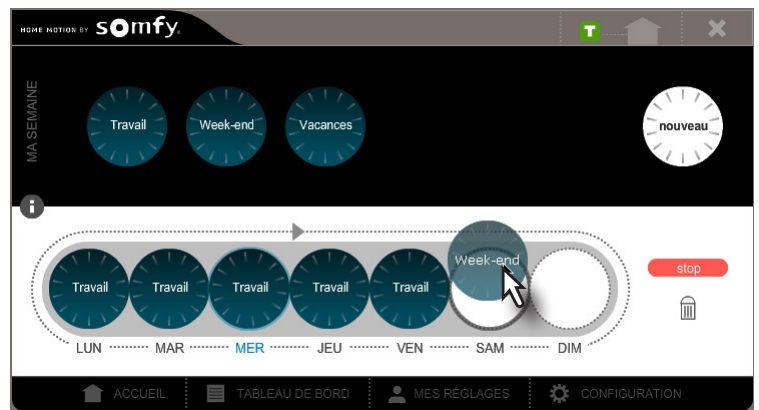 HOME MOTION BY somfy.
T
MA SEMAINE
Travail Week-end Vacances nouveau
i
Travail Travail Travail Travail Travail Week-end
stop
LUN MAR MER JEU VEN SAM DIM
ACCUEIL TABLEAU DE BORD MES RÉGLAGES CONFIGURATION